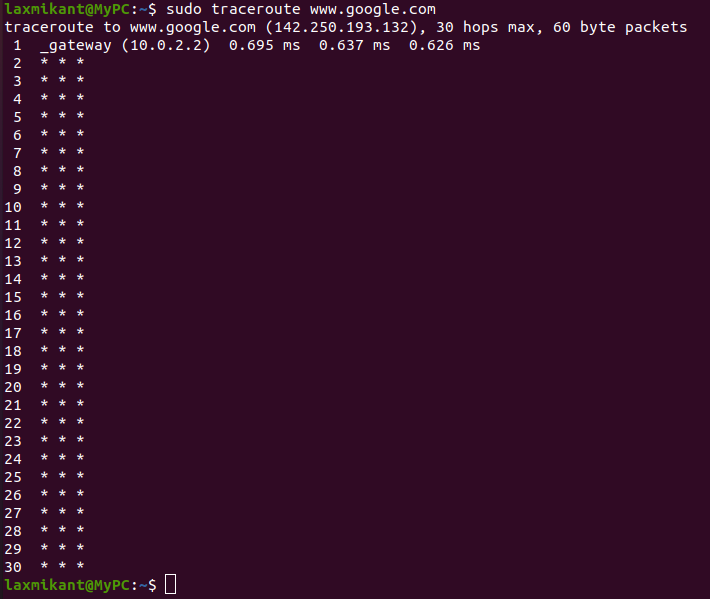 laxmikant@MyPC:~$ sudo traceroute www.google.com
traceroute to www.google.com (142.250.193.132), 30 hops max, 60 byte packets
 1  _gateway (10.0.2.2)  0.695 ms  0.637 ms  0.626 ms
 2  * * *
 3  * * *
 4  * * *
 5  * * *
 6  * * *
 7  * * *
 8  * * *
 9  * * *
10  * * *
11  * * *
12  * * *
13  * * *
14  * * *
15  * * *
16  * * *
17  * * *
18  * * *
19  * * *
20  * * *
21  * * *
22  * * *
23  * * *
24  * * *
25  * * *
26  * * *
27  * * *
28  * * *
29  * * *
30  * * *
laxmikant@MyPC:~$